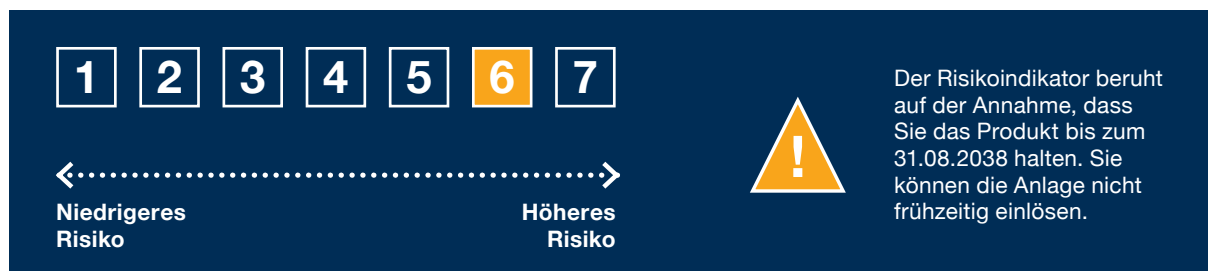 1 2 3 4 5 6 7
Niedrigeres
Risiko
Höheres
Risiko
!
Der Risikoindikator beruht
auf der Annahme, dass
Sie das Produkt bis zum
31.08.2038 halten. Sie
können die Anlage nicht
frühzeitig einlösen.